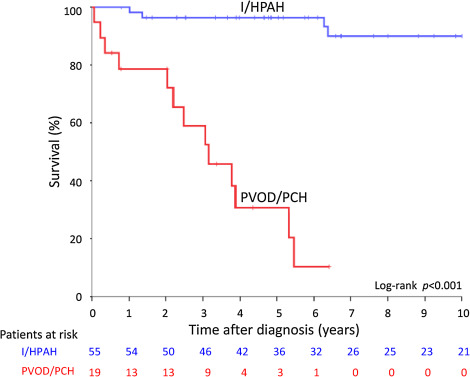 I/HPAH
100
80
60
40
20
0
Survival (%)
PVOD/PCH
Log-rank p<0.001
0 1 2 3 4 5 6 7 8 9 10
Time after diagnosis (years)
Patients at risk
I/HPAH 55 54 50 46 42 36 32 26 25 23 21
PVOD/PCH 19 13 13 9 4 3 1 0 0 0 0